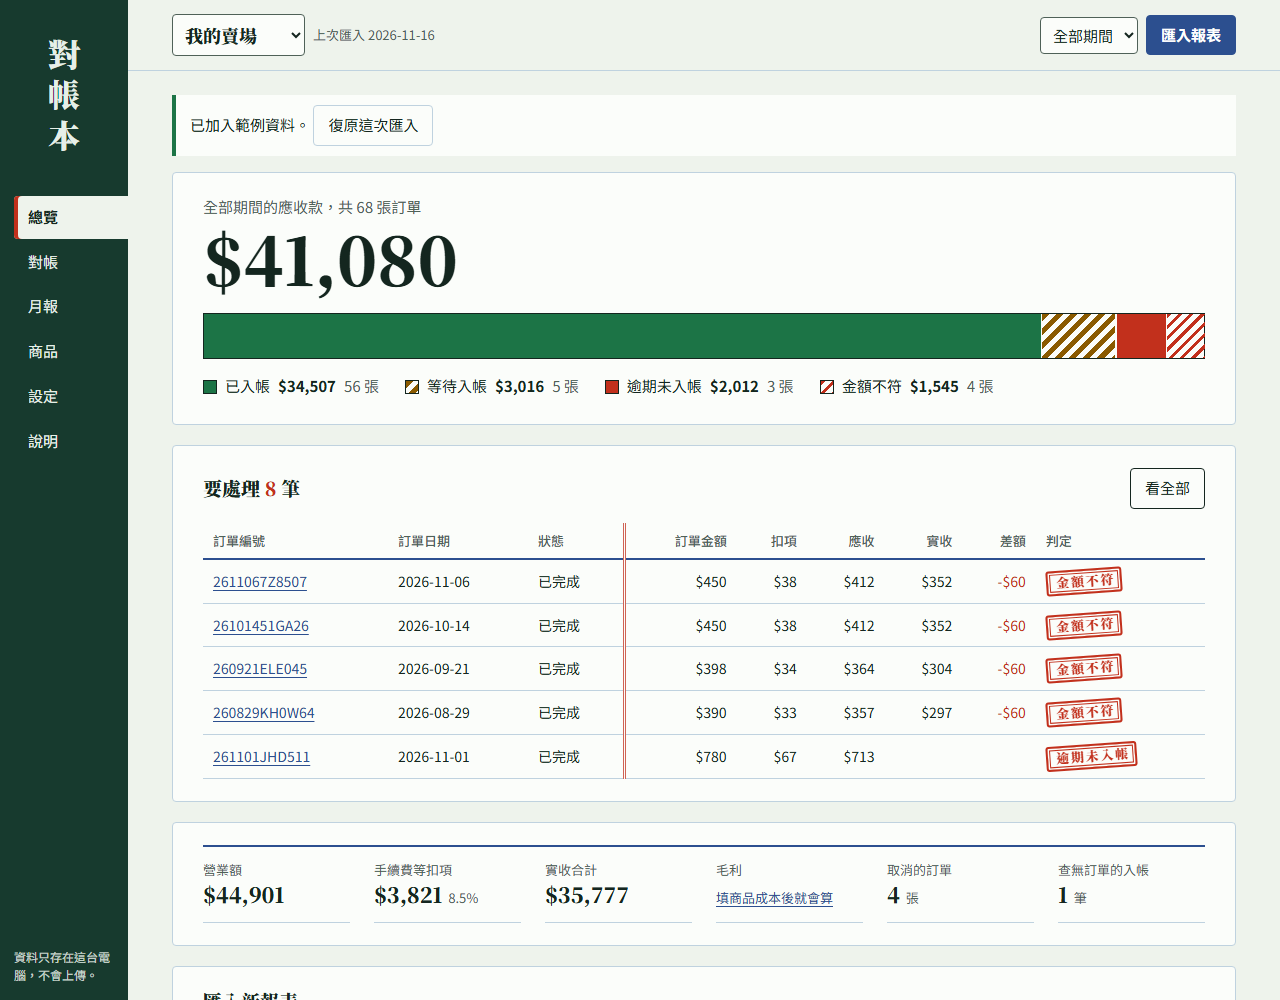 對帳本
總覽
對帳
月報
商品
設定
說明
資料只存在這台電
腦，不會上傳。
我的賣場
上次匯入 2026-11-16
全部期間
匯入報表
已加入範例資料。 復原這次匯入
全部期間的應收款，共 68 張訂單
$41,080
已入帳 $34,507 56 張 等待入帳 $3,016 5 張 逾期未入帳 $2,012 3 張 金額不符 $1,545 4 張
要處理 8 筆
看全部
訂單編號 訂單日期 狀態 訂單金額 扣項 應收 實收 差額 判定
2611067Z8507 2026-11-06 已完成 $450 $38 $412 $352 -$60 金額不符
26101451GA26 2026-10-14 已完成 $450 $38 $412 $352 -$60 金額不符
260921ELE045 2026-09-21 已完成 $398 $34 $364 $304 -$60 金額不符
260829KH0W64 2026-08-29 已完成 $390 $33 $357 $297 -$60 金額不符
261101JHD511 2026-11-01 已完成 $780 $67 $713 逾期未入帳
營業額 手續費等扣項 實收合計 毛利 取消的訂單 查無訂單的入帳
$44,901 $3,821 8.5% $35,777 填商品成本後就會算 4 張 1 筆
匯入新報表